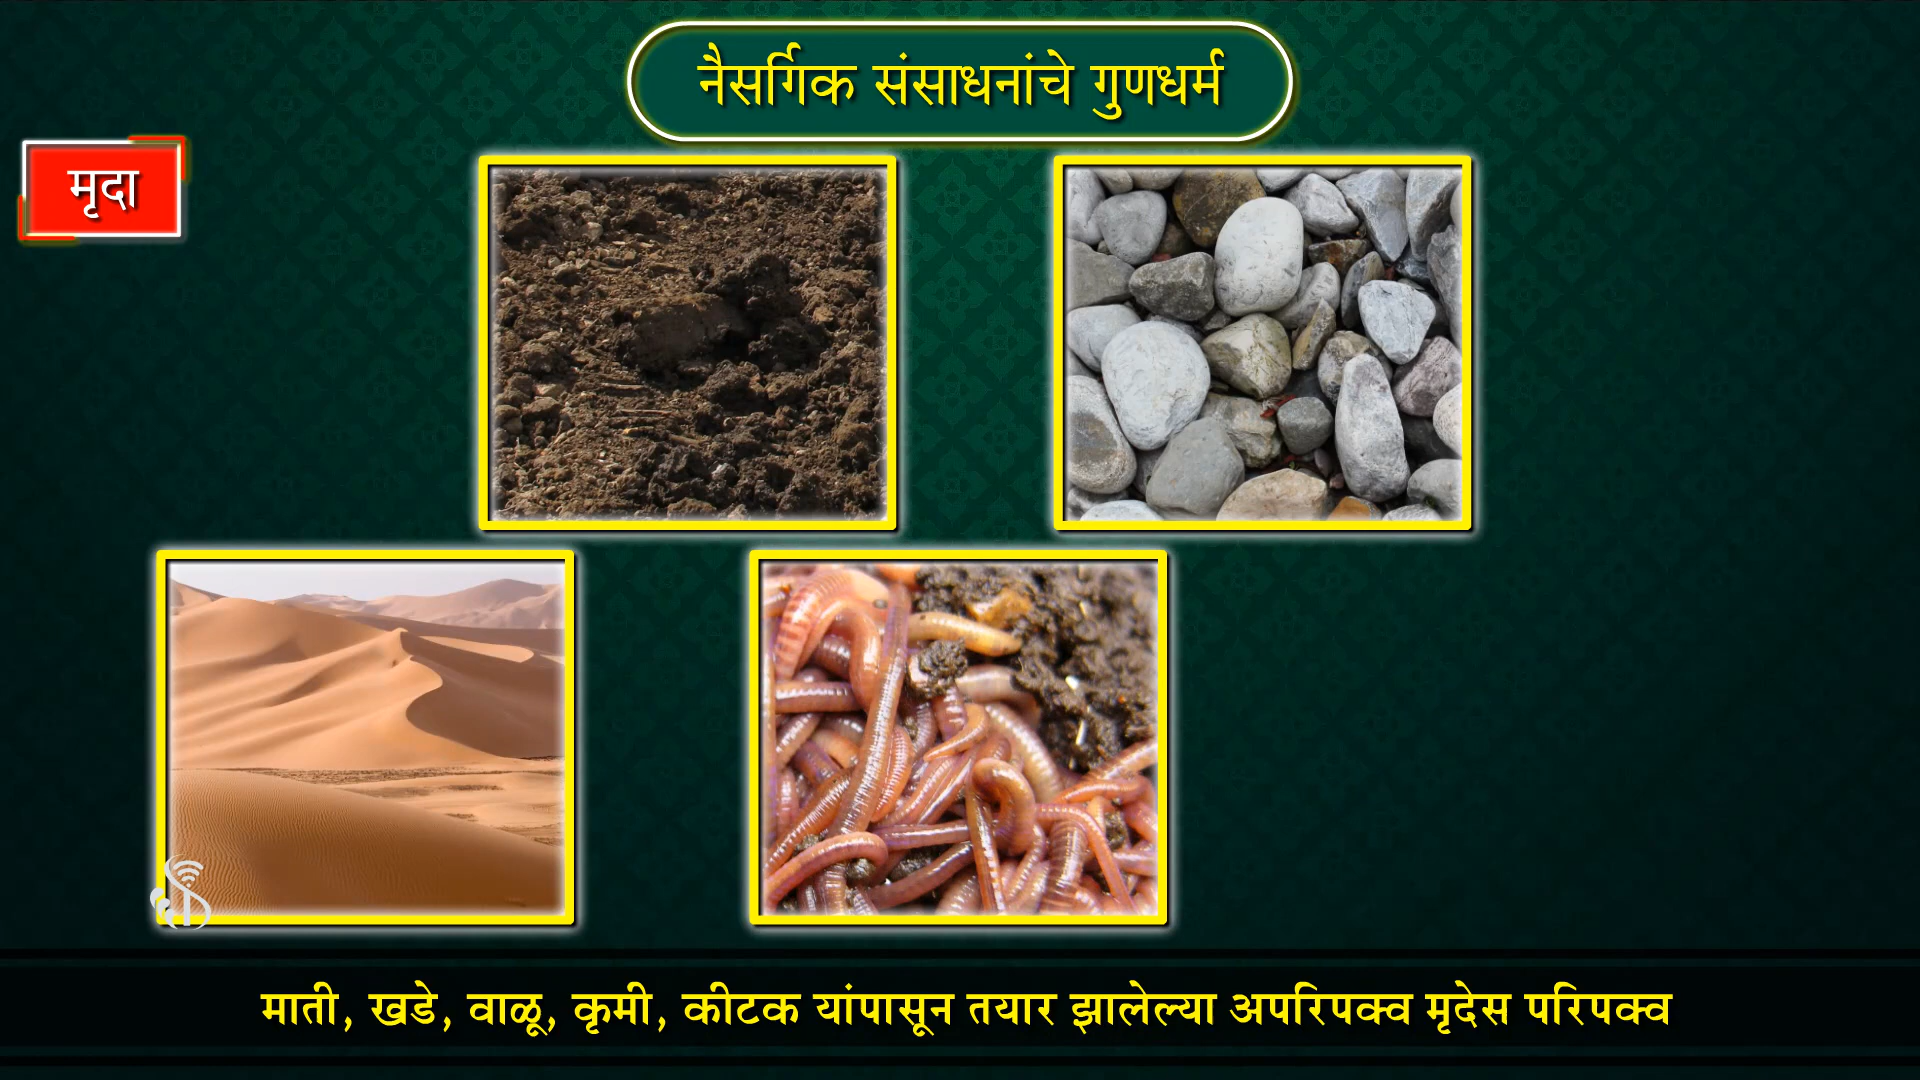 नैसर्गिक संसाधनांचे गुणधर्म
मृदा
माती, खडे, वाळू, कृमी, कीटक यांपासून तयार झालेल्या अपरिपक्व मृदेस परिपक्व